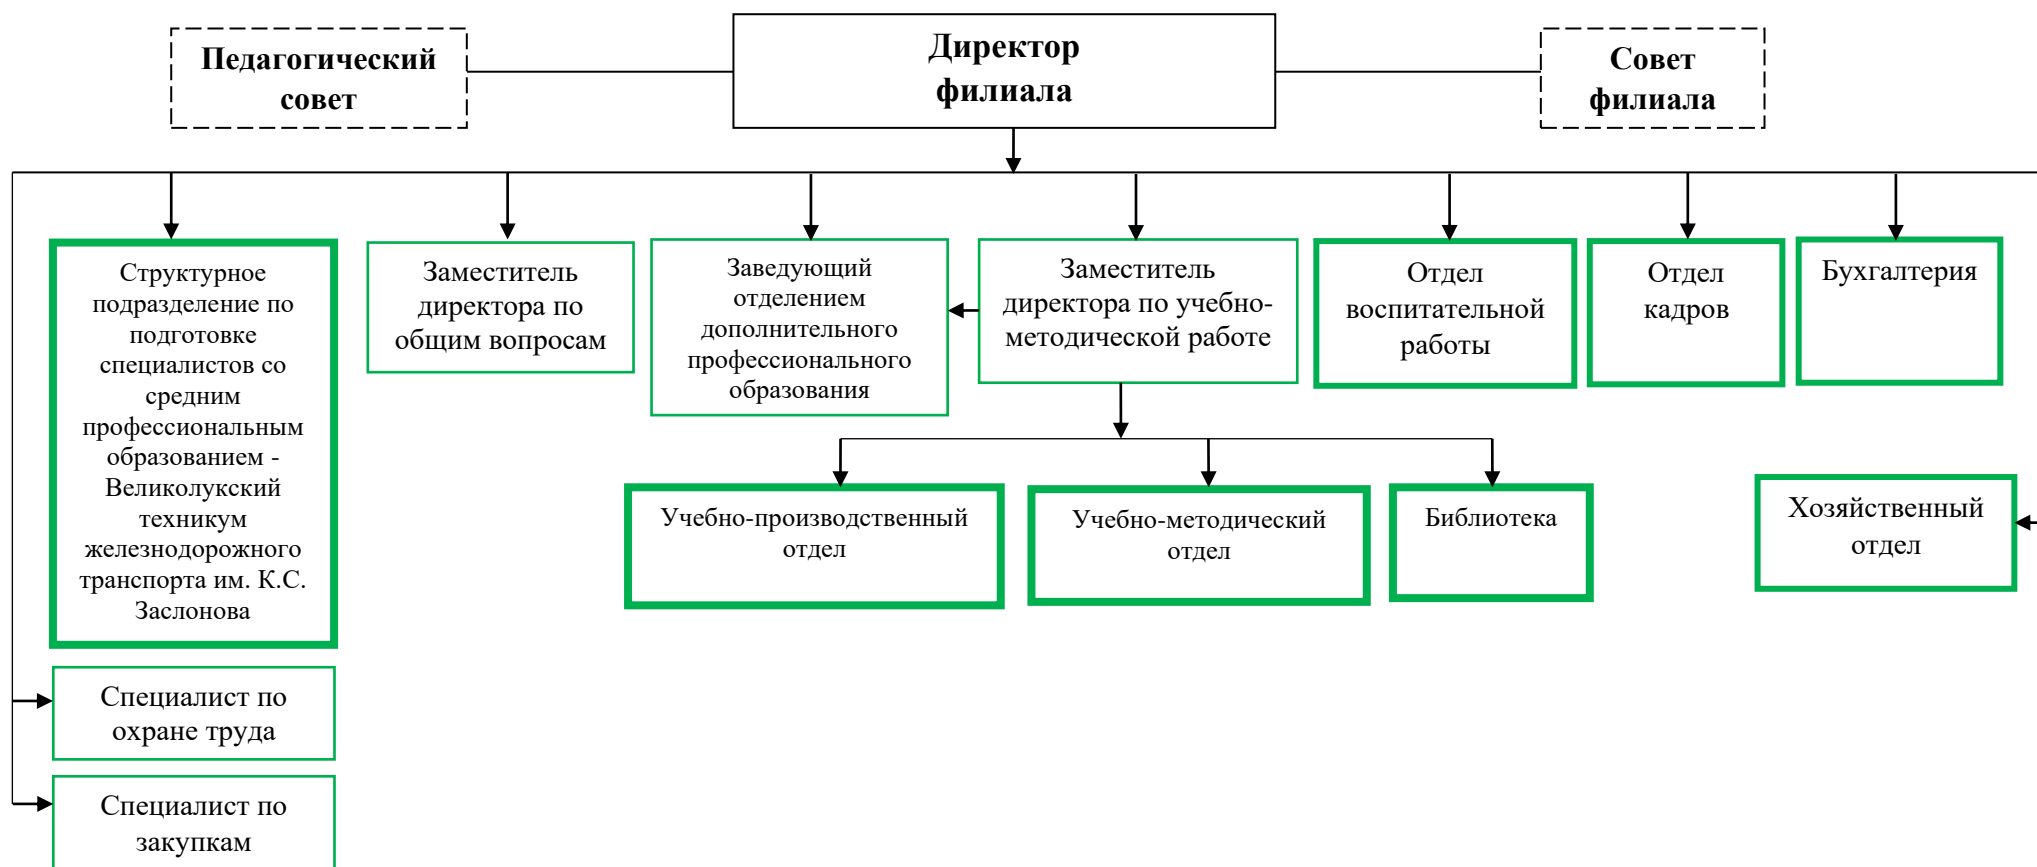 Педагогический
совет
Директор
филиала
Совет
филиала
Структурное
подразделение по
подготовке
специалистов со
средним
профессиональным
образованием -
Великолукский
техникум
железнодорожного
транспорта им. К.С.
Заслонова
Заместитель
директора по
общим вопросам
Заведующий
отделением
дополнительного
профессионального
образования
Заместитель
директора по учебно-
методической работе
Отдел
воспитательной
работы
Отдел
кадров
Бухгалтерия
Учебно-производственный
отдел
Учебно-методический
отдел
Библиотека
Хозяйственный
отдел
Специалист по
охране труда
Специалист по
закупкам